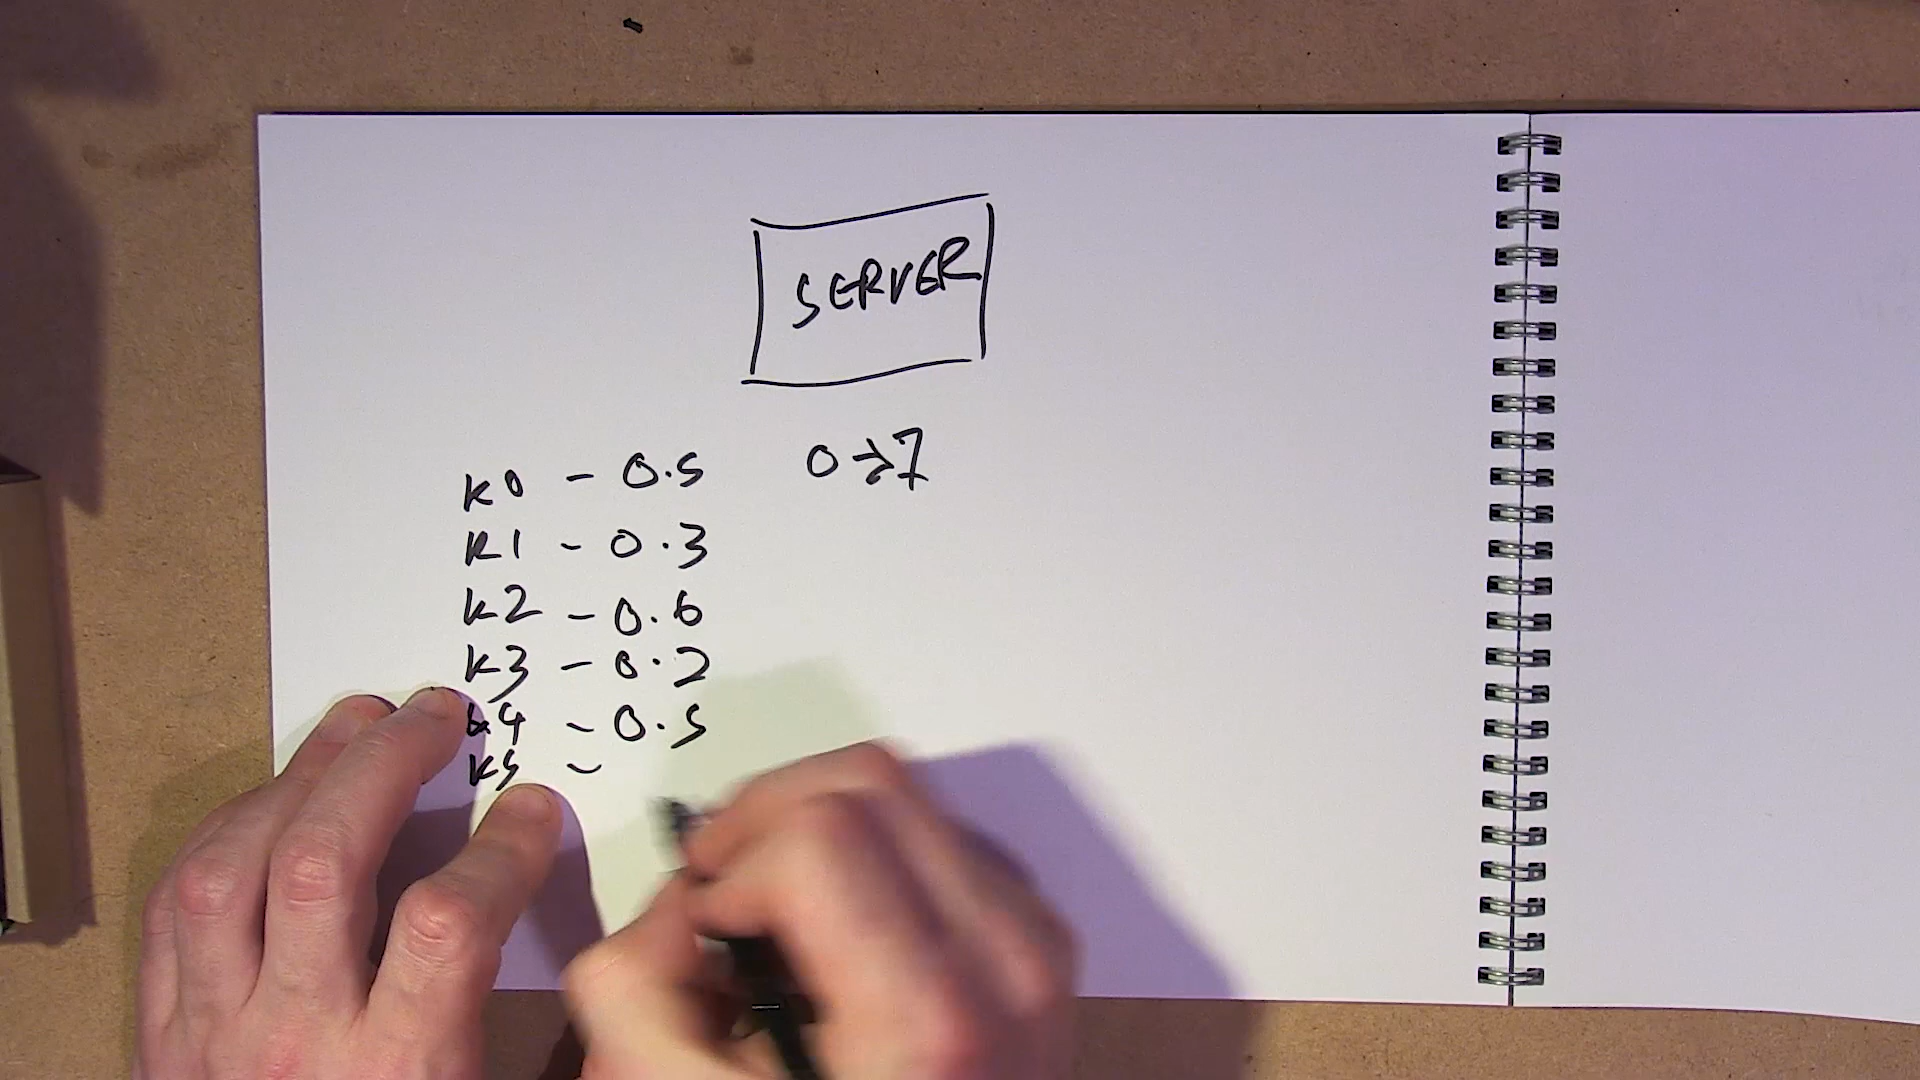 SERVER
0→7
K0 - 0.5
K1 - 0.3
K2 - 0.6
K3 - 0.2
K4 - 0.5
K5 -